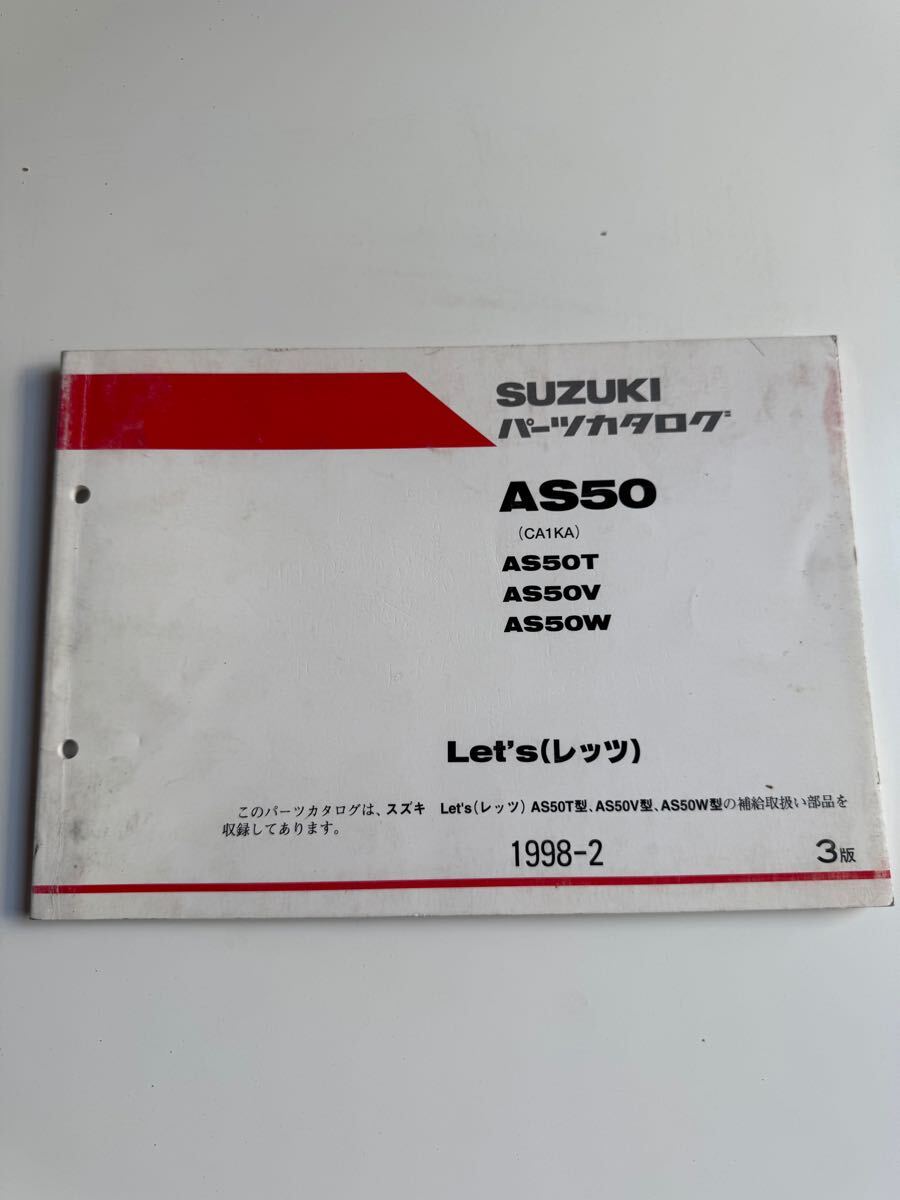 SUZUKI
パーツカタログ
AS50
(CA1KA)
AS50T
AS50V
AS50W
Let's(レッツ)
このパーツカタログは、スズキ Let's(レッツ) AS50T型、AS50V型、AS50W型の補給取扱い部品を
収録してあります。
1998-2
3版